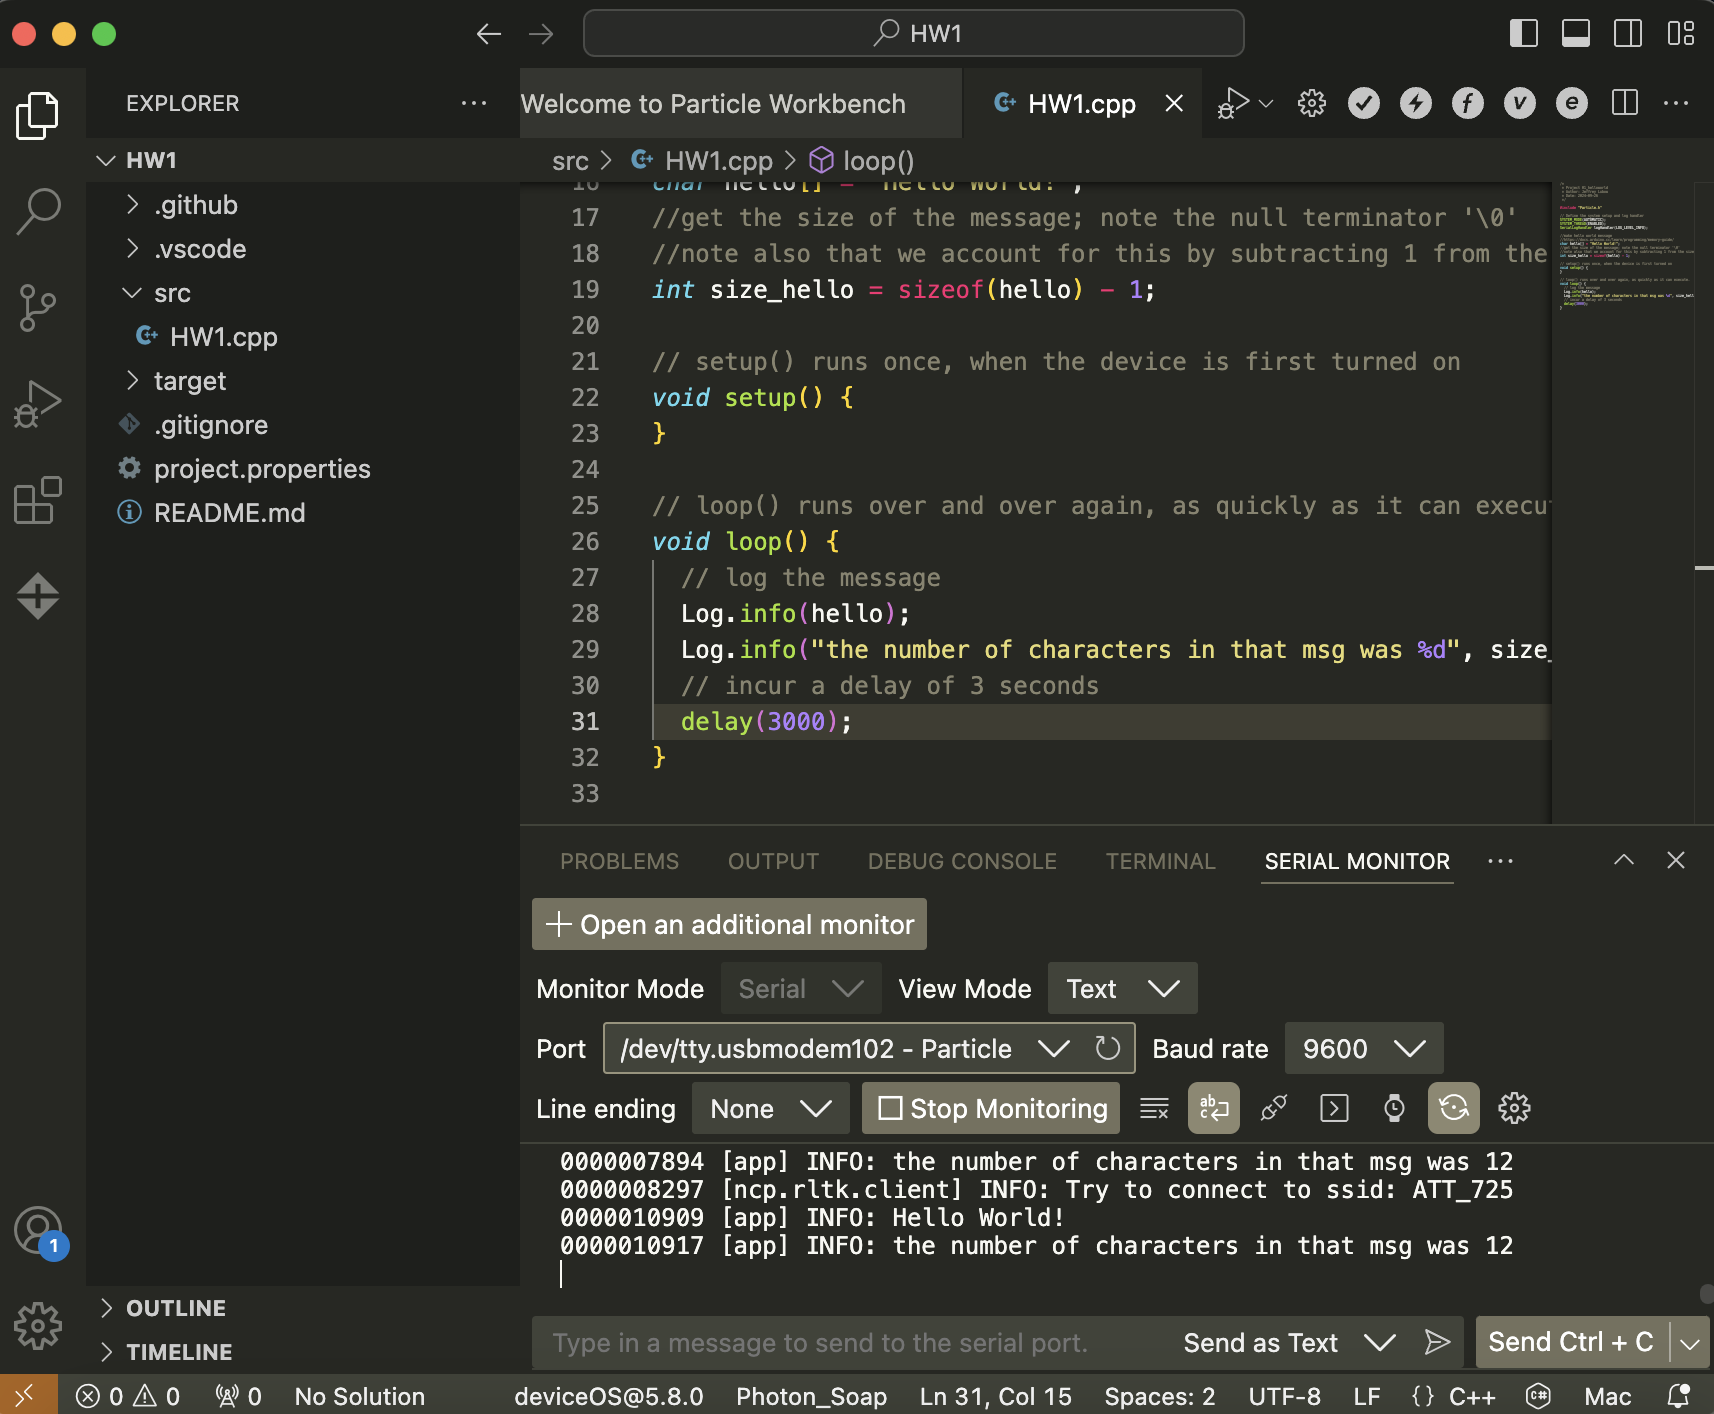 HW1
EXPLORER
Welcome to Particle Workbench
HW1.cpp
HW1
src > HW1.cpp > loop()
.github
.vscode
src
HW1.cpp
target
.gitignore
project.properties
README.md
16 char hello[] = "Hello World!";
17 //get the size of the message; note the null terminator '\0'
18 //note also that we account for this by subtracting 1 from the
19 int size_hello = sizeof(hello) - 1;
20
21 // setup() runs once, when the device is first turned on
22 void setup() {
23 }
24
25 // loop() runs over and over again, as quickly as it can execu
26 void loop() {
27 // log the message
28 Log.info(hello);
29 Log.info("the number of characters in that msg was %d", size_
30 // incur a delay of 3 seconds
31 delay(3000);
32 }
33
PROBLEMS OUTPUT DEBUG CONSOLE TERMINAL SERIAL MONITOR
Open an additional monitor
Monitor Mode Serial View Mode Text
Port /dev/tty.usbmodem102 - Particle Baud rate 9600
Line ending None Stop Monitoring
0000007894 [app] INFO: the number of characters in that msg was 12
0000008297 [ncp.rltk.client] INFO: Try to connect to ssid: ATT_725
0000010909 [app] INFO: Hello World!
0000010917 [app] INFO: the number of characters in that msg was 12
Type in a message to send to the serial port. Send as Text Send Ctrl + C
1
OUTLINE
TIMELINE
0 0 0 No Solution deviceOS@5.8.0 Photon_Soap Ln 31, Col 15 Spaces: 2 UTF-8 LF {} C++ Mac